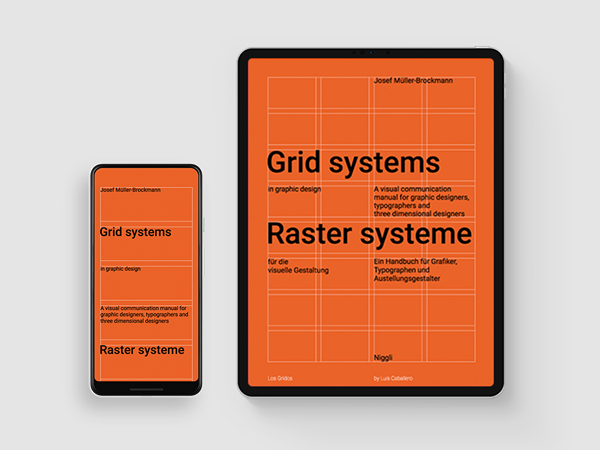 Josef Müller-Brockmann
Grid systems
in graphic design
A visual communication manual for
graphic designers, typographers and
three dimensional designers
Raster systeme
Josef Müller-Brockmann
Grid systems
in graphic design
A visual communication
manual for graphic designers,
typographers and
three dimensional designers
Raster systeme
für die
visuelle Gestaltung
Ein Handbuch für Grafiker,
Typographen und
Austellungsgestalter
Niggli
Los Gridos
by Luis Caballero